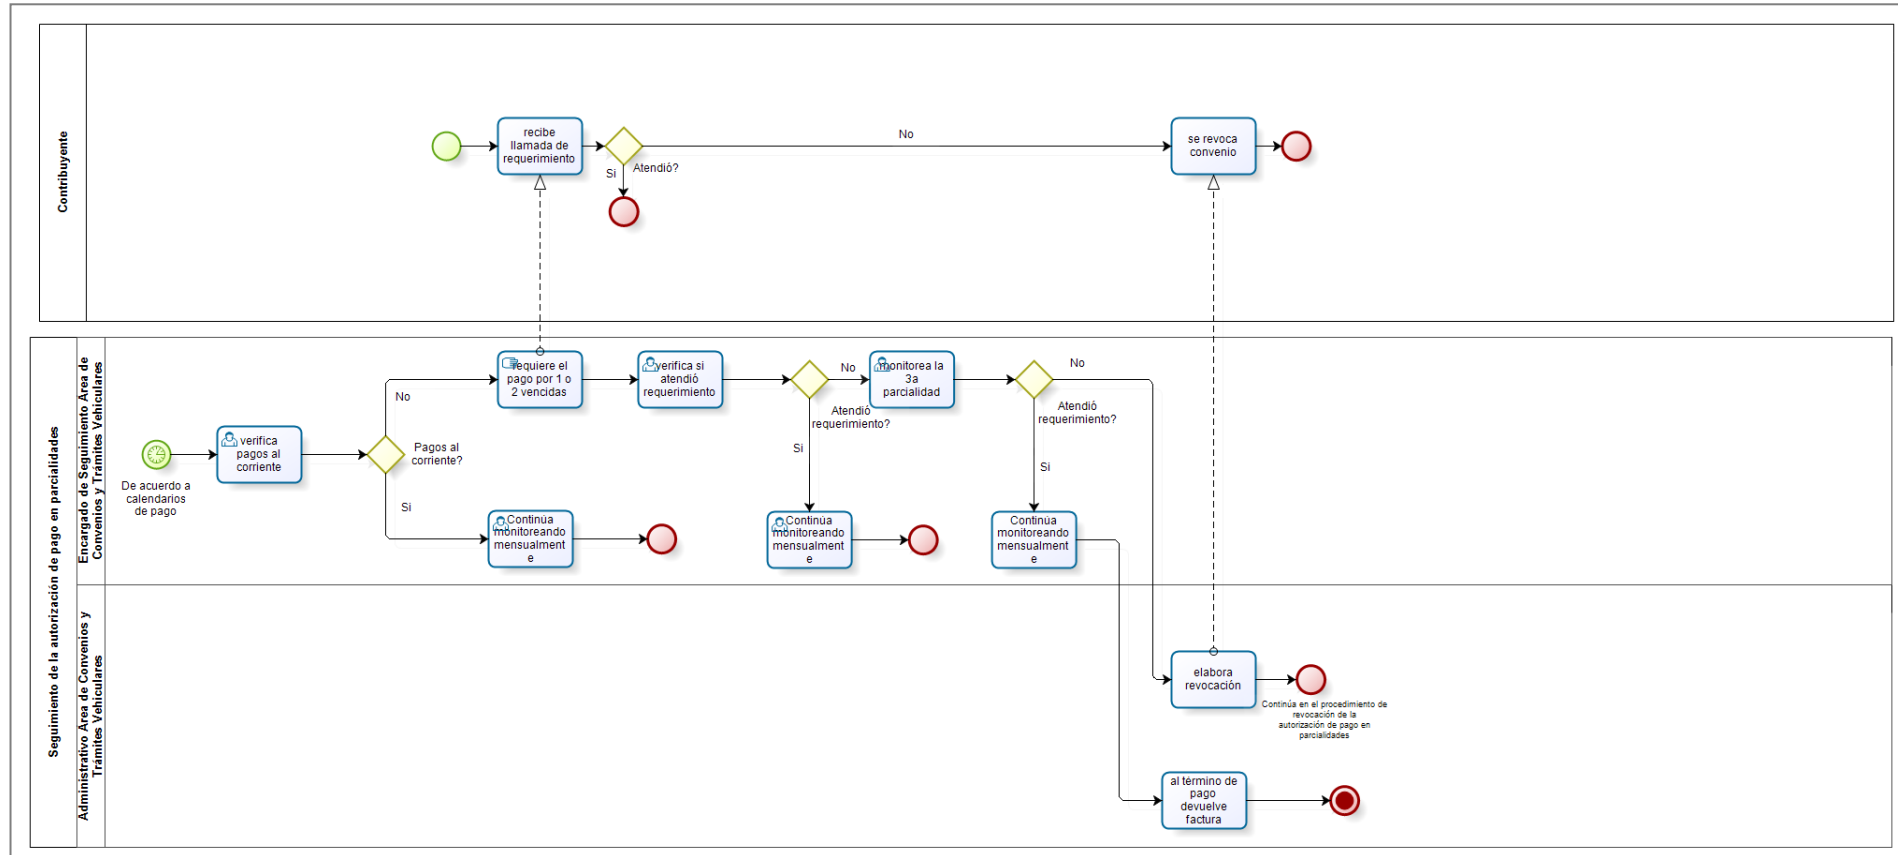 Contribuyente
recibe
llamada de
requerimiento
Atendió?
Si
No
se revoca
convenio
Seguimiento de la autorización de pago en parcialidades
Encargado de Seguimiento Área de
Convenios y Trámites Vehiculares
De acuerdo a
calendarios
de pago
verifica
pagos al
corriente
Pagos al
corriente?
No
Si
requiere el
pago por 1 o
2 vencidas
Continúa
monitoreando
mensualment
e
verifica si
atendió
requerimiento
Atendió
requerimiento?
No
Si
Continúa
monitoreando
mensualment
e
monitorea la
3a
parcialidad
Atendió
requerimiento?
No
Si
Continúa
monitoreando
mensualment
e
Administrativo Área de Convenios y
Trámites Vehiculares
elabora
revocación
Continúa en el procedimiento de
revocación de la
autorización de pago en
parcialidades
al término de
pago
devuelve
factura